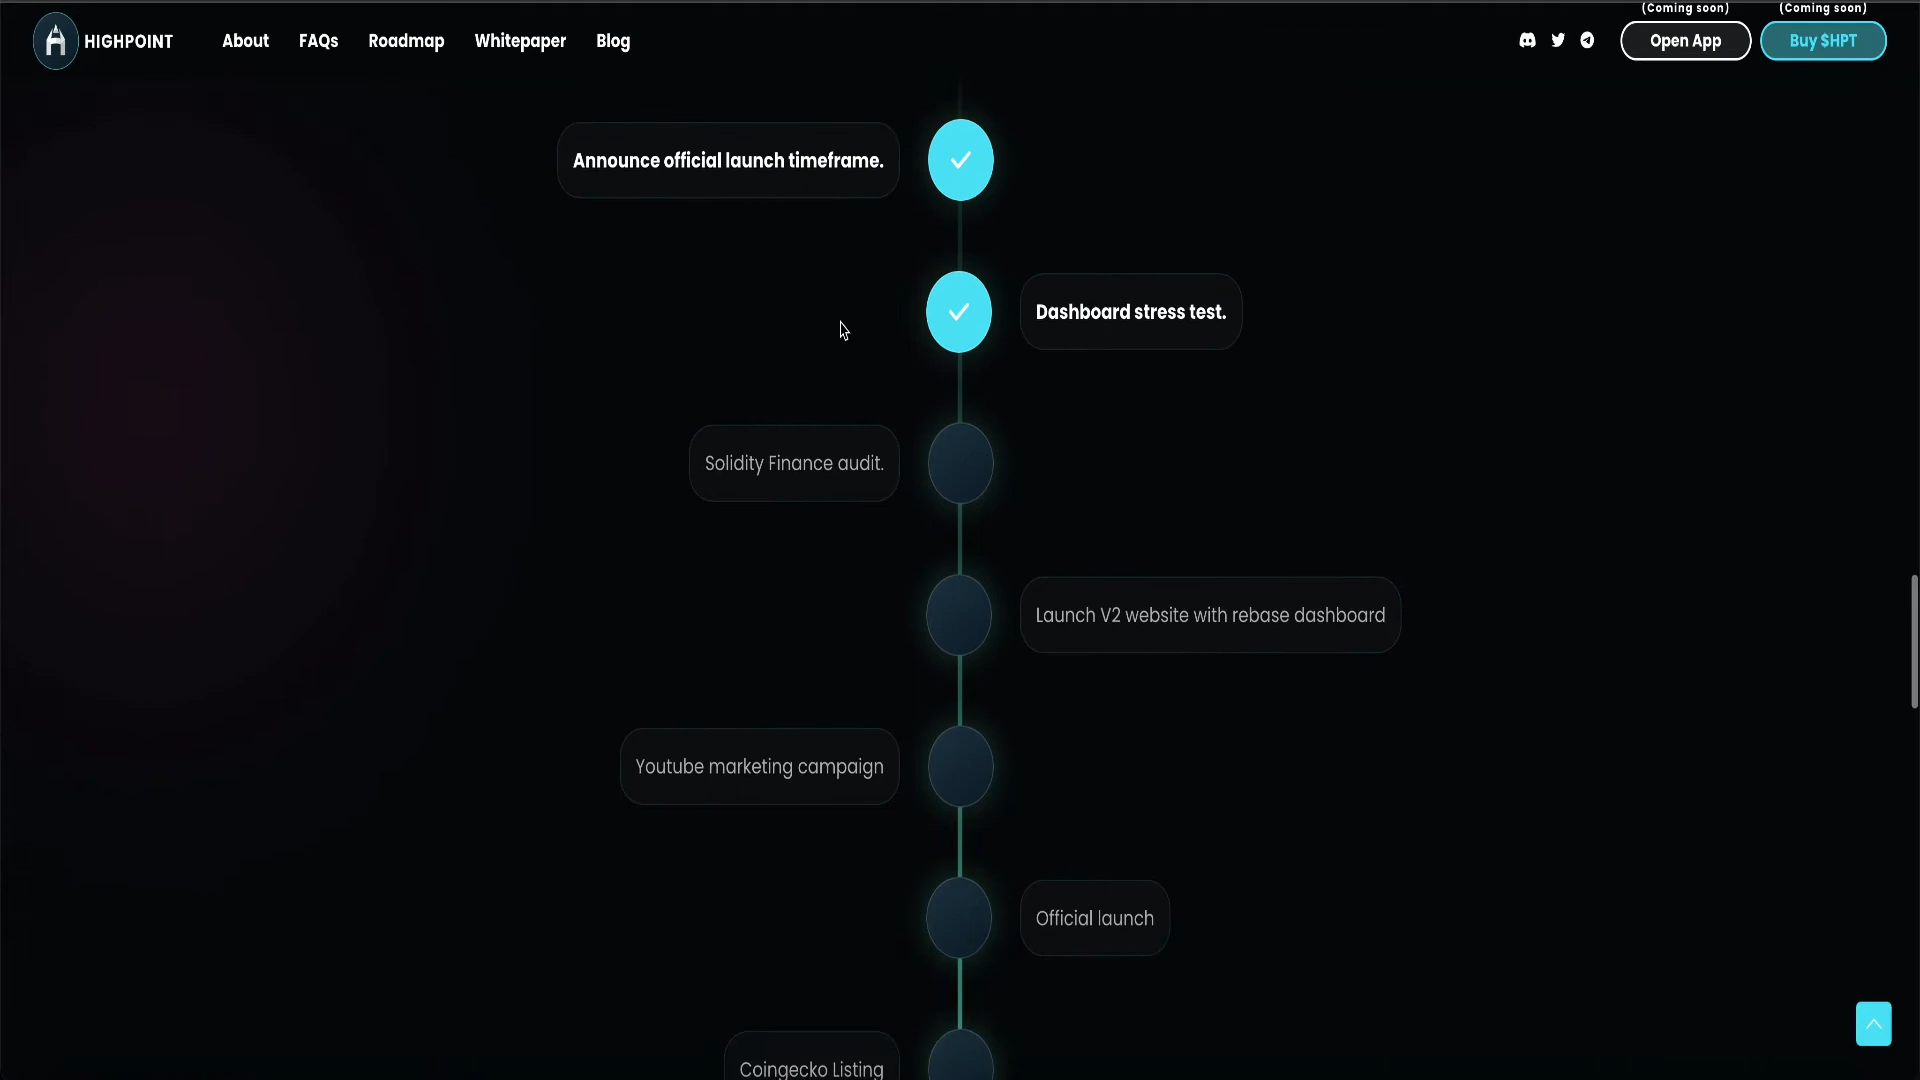 (Coming soon) (Coming soon)
HIGHPOINT About FAQs Roadmap Whitepaper Blog Open App Buy $HPT
Announce official launch timeframe.
Dashboard stress test.
Solidity Finance audit.
Launch V2 website with rebase dashboard
Youtube marketing campaign
Official launch
Coingecko Listing